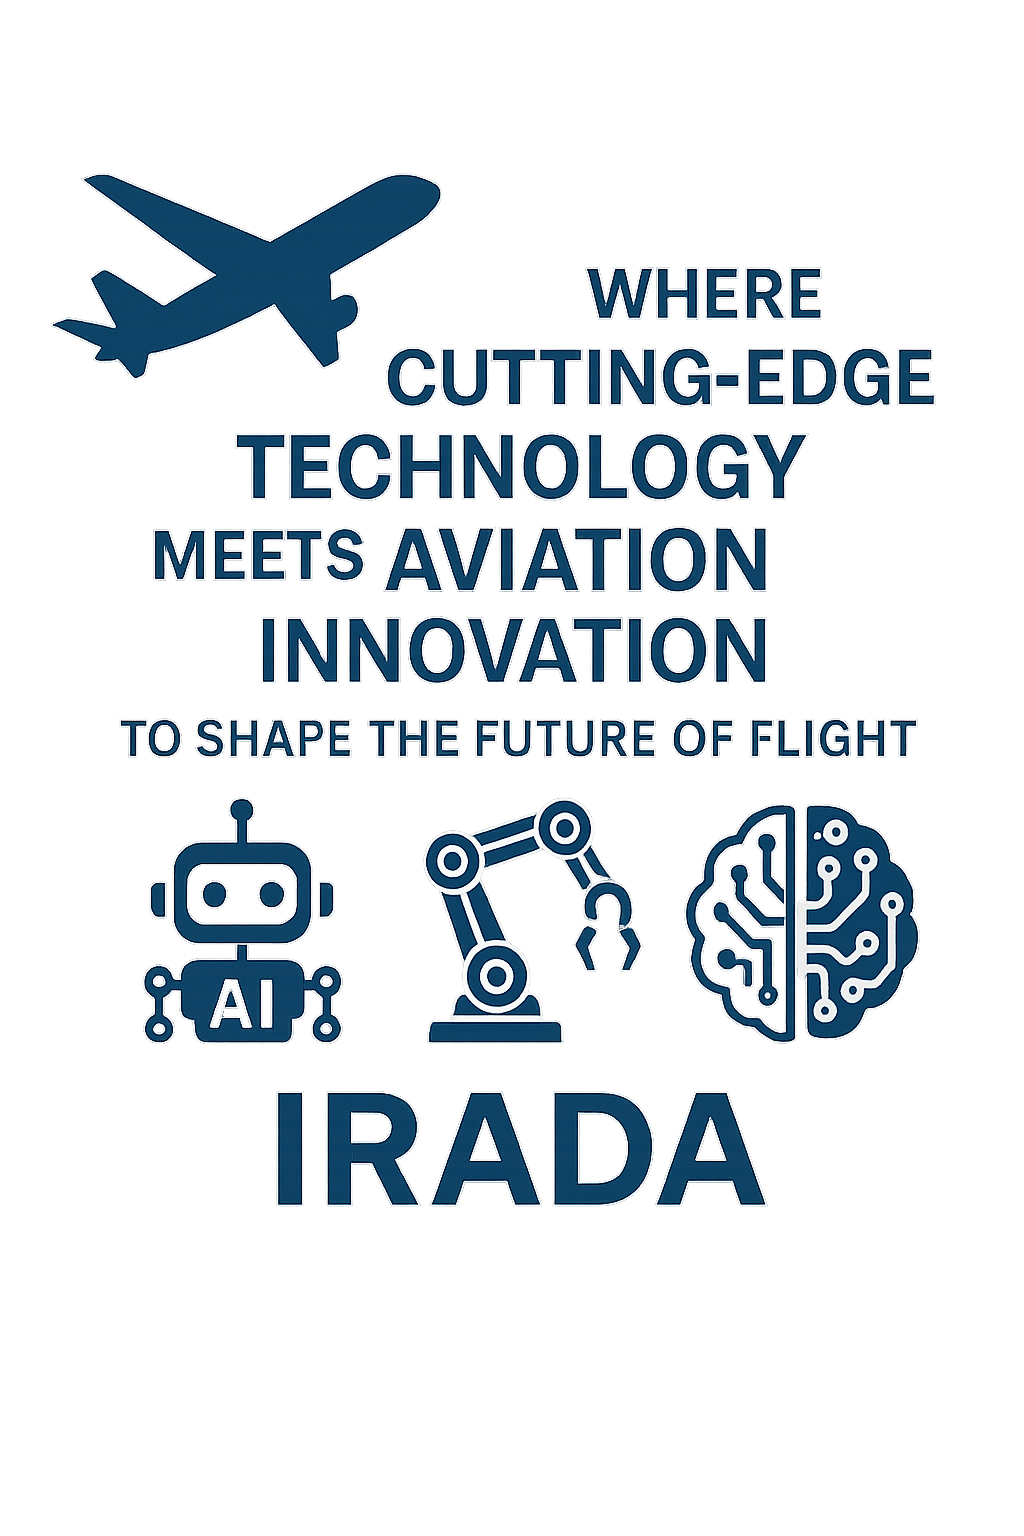 WHERE
CUTTING-EDGE
TECHNOLOGY
MEETS AVIATION
INNOVATION
TO SHAPE THE FUTURE OF FLIGHT
AI
IRADA